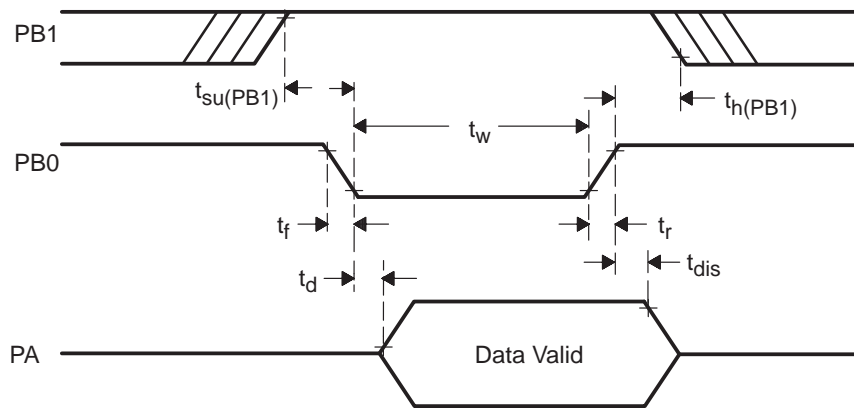 PB1
tsu(PB1)
th(PB1)
tw
PB0
tf
tr
td
tdis
PA
Data Valid